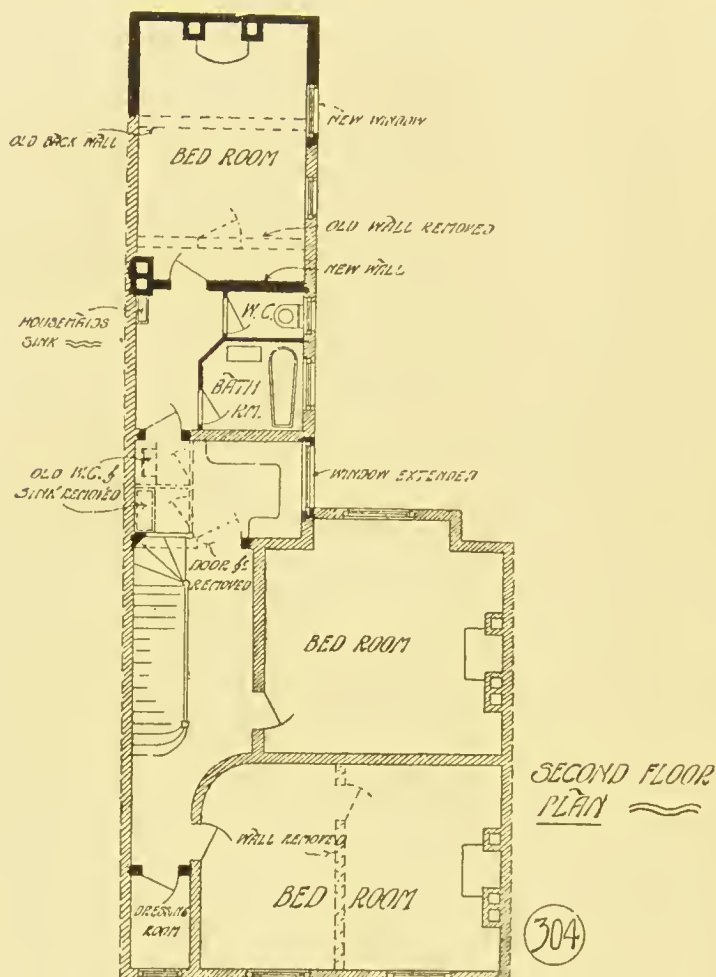 NEW WINDOW
OLD BACK WALL
BED ROOM
OLD WALL REMOVED
NEW WALL
HOUSEMAIDS
SINK
W.C.
BATH
RM.
OLD W.C. &
SINK REMOVED
WINDOW EXTENDED
DOOR &c
REMOVED
BED ROOM
SECOND FLOOR
PLAN
WALL REMOVED
BED ROOM
DRESSING
ROOM
304